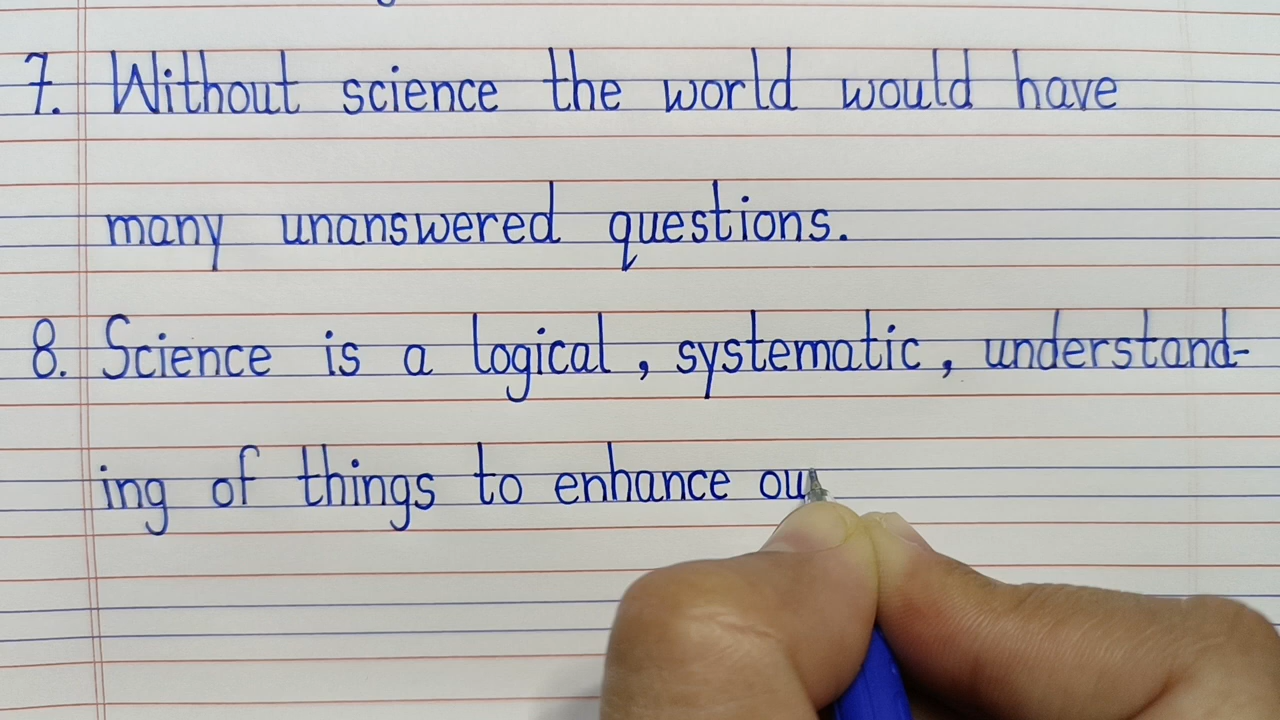 7. Without science the world would have
many unanswered questions.
8. Science is a logical, systematic, understand-
ing of things to enhance ou